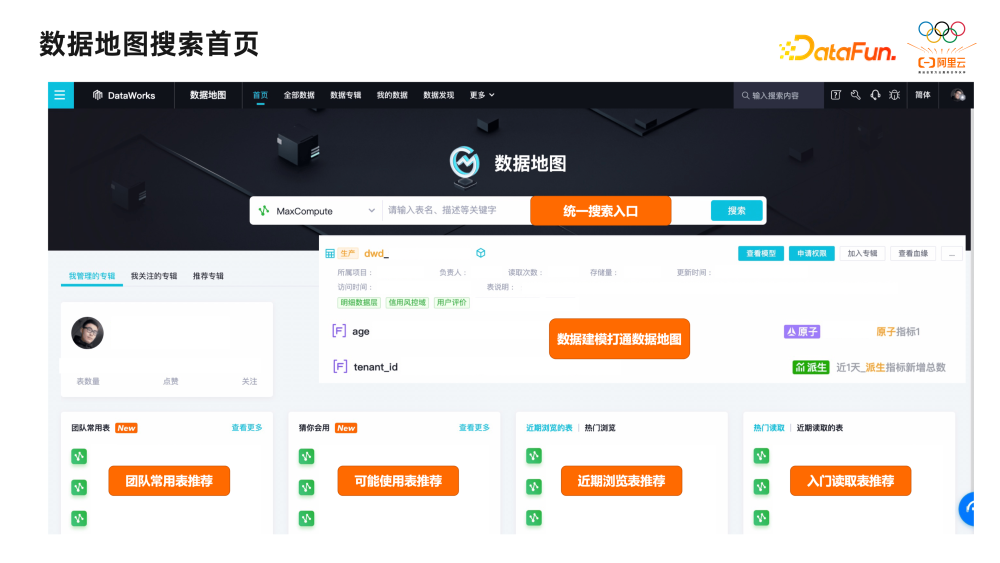 数据地图搜索首页
DataFun.
阿里云
DataWorks 数据地图 首页 全部数据 数据专辑 我的数据 数据发现 更多 输入搜索内容 简体
数据地图
MaxCompute 请输入表名、描述等关键字 统一搜索入口 搜索
生产 dwd_ 查看模型 申请权限 加入专辑 查看血缘 ...
所属项目: 负责人: 读取次数: 存储量: 更新时间:
我管理的专辑 我关注的专辑 推荐专辑
访问时间: 表说明:
明细数据层 信用风控域 用户评价
[F] age 数据建模打通数据地图 原子 原子指标1
[F] tenant_id 派生 近1天_派生指标新增总数
表数量 点赞 关注
团队常用表 New 查看更多 猜你会用 New 查看更多 近期浏览的表 热门浏览 热门读取 近期读取的表
团队常用表推荐 可能使用表推荐 近期浏览表推荐 入门读取表推荐